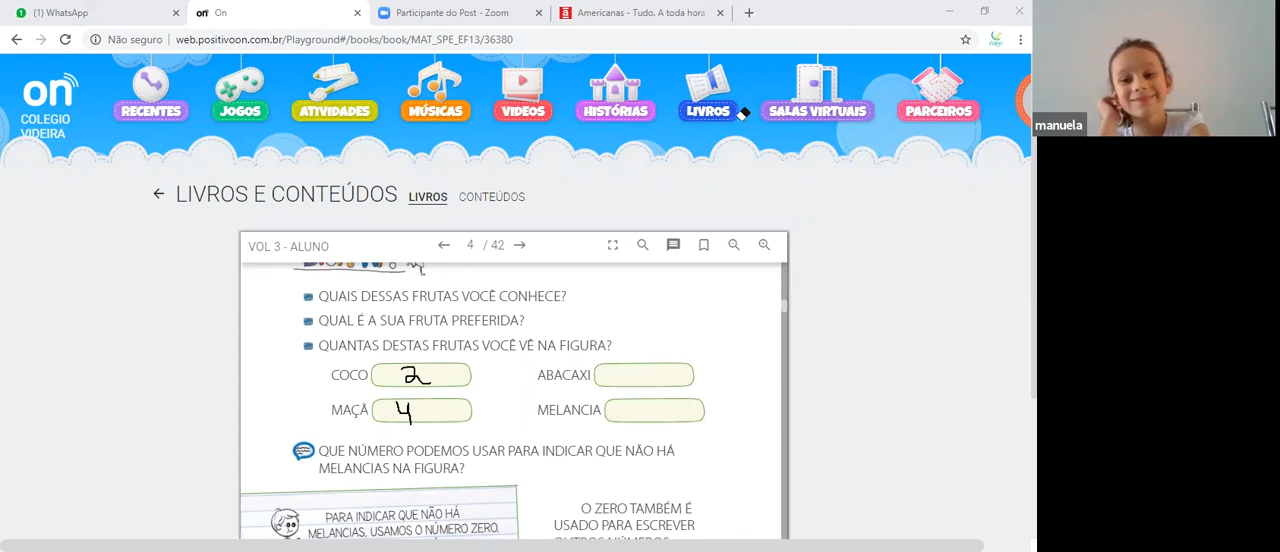 (1) WhatsApp
on On
Participante do Post - Zoom
a Americanas - Tudo. A toda hora.
Não seguro web.positivoon.com.br/Playground#/books/book/MAT_SPE_EF13/36380
on
COLEGIO
VIDEIRA
RECENTES JOGOS ATIVIDADES MÚSICAS VIDEOS HISTÓRIAS LIVROS SALAS VIRTUAIS PARCEIROS
manuela
LIVROS E CONTEÚDOS LIVROS CONTEÚDOS
VOL 3 - ALUNO 4 / 42
QUAIS DESSAS FRUTAS VOCÊ CONHECE?
QUAL É A SUA FRUTA PREFERIDA?
QUANTAS DESTAS FRUTAS VOCÊ VÊ NA FIGURA?
COCO 2 ABACAXI
MAÇÃ 4 MELANCIA
QUE NÚMERO PODEMOS USAR PARA INDICAR QUE NÃO HÁ
MELANCIAS NA FIGURA?
PARA INDICAR QUE NÃO HÁ
MELANCIAS, USAMOS O NÚMERO ZERO.
O ZERO TAMBÉM É
USADO PARA ESCREVER
OUTROS NÚMEROS